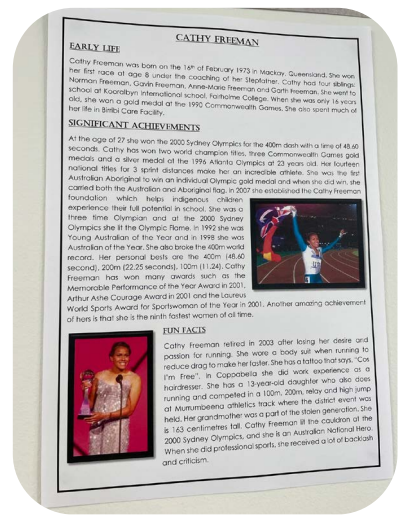 CATHY FREEMAN
EARLY LIFE
Cathy Freeman was born on the 16th of February 1973 in Mackay, Queensland. She won
her first race at age 8 under the coaching of her Stepfather. Cathy had four siblings:
Norman Freeman, Gavin Freeman, Anne-Marie Freeman and Garth Freeman. She went to
school at Kooralbyn International school, Fairholme College. When she was only 16 years
old, she won a gold medal at the 1990 Commonwealth Games. She also spent much of
her life in Birribi Care Facility.
SIGNIFICANT ACHIEVEMENTS
At the age of 27 she won the 2000 Sydney Olympics for the 400m dash with a time of 48.60
seconds. Cathy has won two world champion titles, three Commonwealth Games gold
medals and a silver medal of the 1996 Atlanta Olympics at 23 years old. Her fourteen
national titles for 3 sprint distances make her an incredible athlete. She was the first
Australian Aboriginal to win an individual Olympic gold medal and when she did win, she
carried both the Australian and Aboriginal flag. In 2007 she established the Cathy Freeman
foundation which helps indigenous children
experience their full potential in school. She was a
three time Olympian and at the 2000 Sydney
Olympics she lit the Olympic Flame. In 1992 she was
Young Australian of the Year and in 1998 she was
Australian of the Year. She also broke the 400m world
record. Her personal bests are the 400m (48.60
second), 200m (22.25 seconds), 100m (11.24). Cathy
Freeman has won many awards such as the
Memorable Performance of the Year Award in 2001,
Arthur Ashe Courage Award in 2001 and the Laureus
World Sports Award for Sportswoman of the Year in 2001. Another amazing achievement
of hers is that she is the ninth fastest women of all time.
FUN FACTS
Cathy Freeman retired in 2003 after losing her desire and
passion for running. She wore a body suit when running to
reduce drag to make her faster. She has a tattoo that says, "Cos
I'm Free". In Coppabella she did work experience as a
hairdresser. She has a 13-year-old daughter who also does
running and competed in a 100m, 200m, relay and high jump
at Murrumbeena athletics track where the district event was
held. Her grandmother was a part of the stolen generation. She
is 163 centimetres tall. Cathy Freeman lit the cauldron at the
2000 Sydney Olympics, and she is an Australian National Hero.
When she did professional sports, she received a lot of backlash
and criticism.